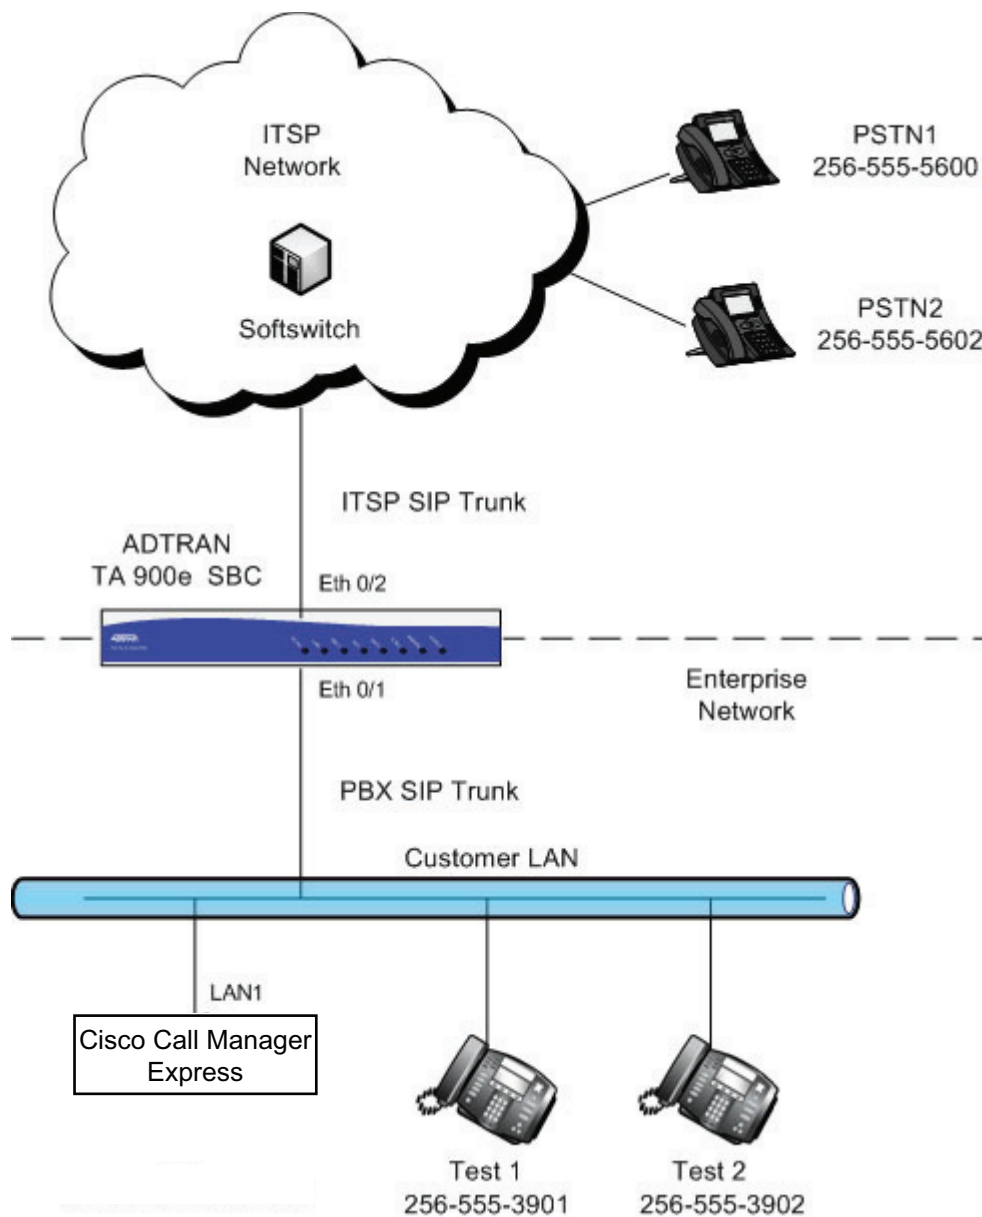 ITSP
Network
Softswitch
PSTN1
256-555-5600
PSTN2
256-555-5602
ITSP SIP Trunk
ADTRAN
TA 900e SBC
Eth 0/2
Eth 0/1
Enterprise
Network
PBX SIP Trunk
Customer LAN
LAN1
Cisco Call Manager
Express
Test 1
256-555-3901
Test 2
256-555-3902